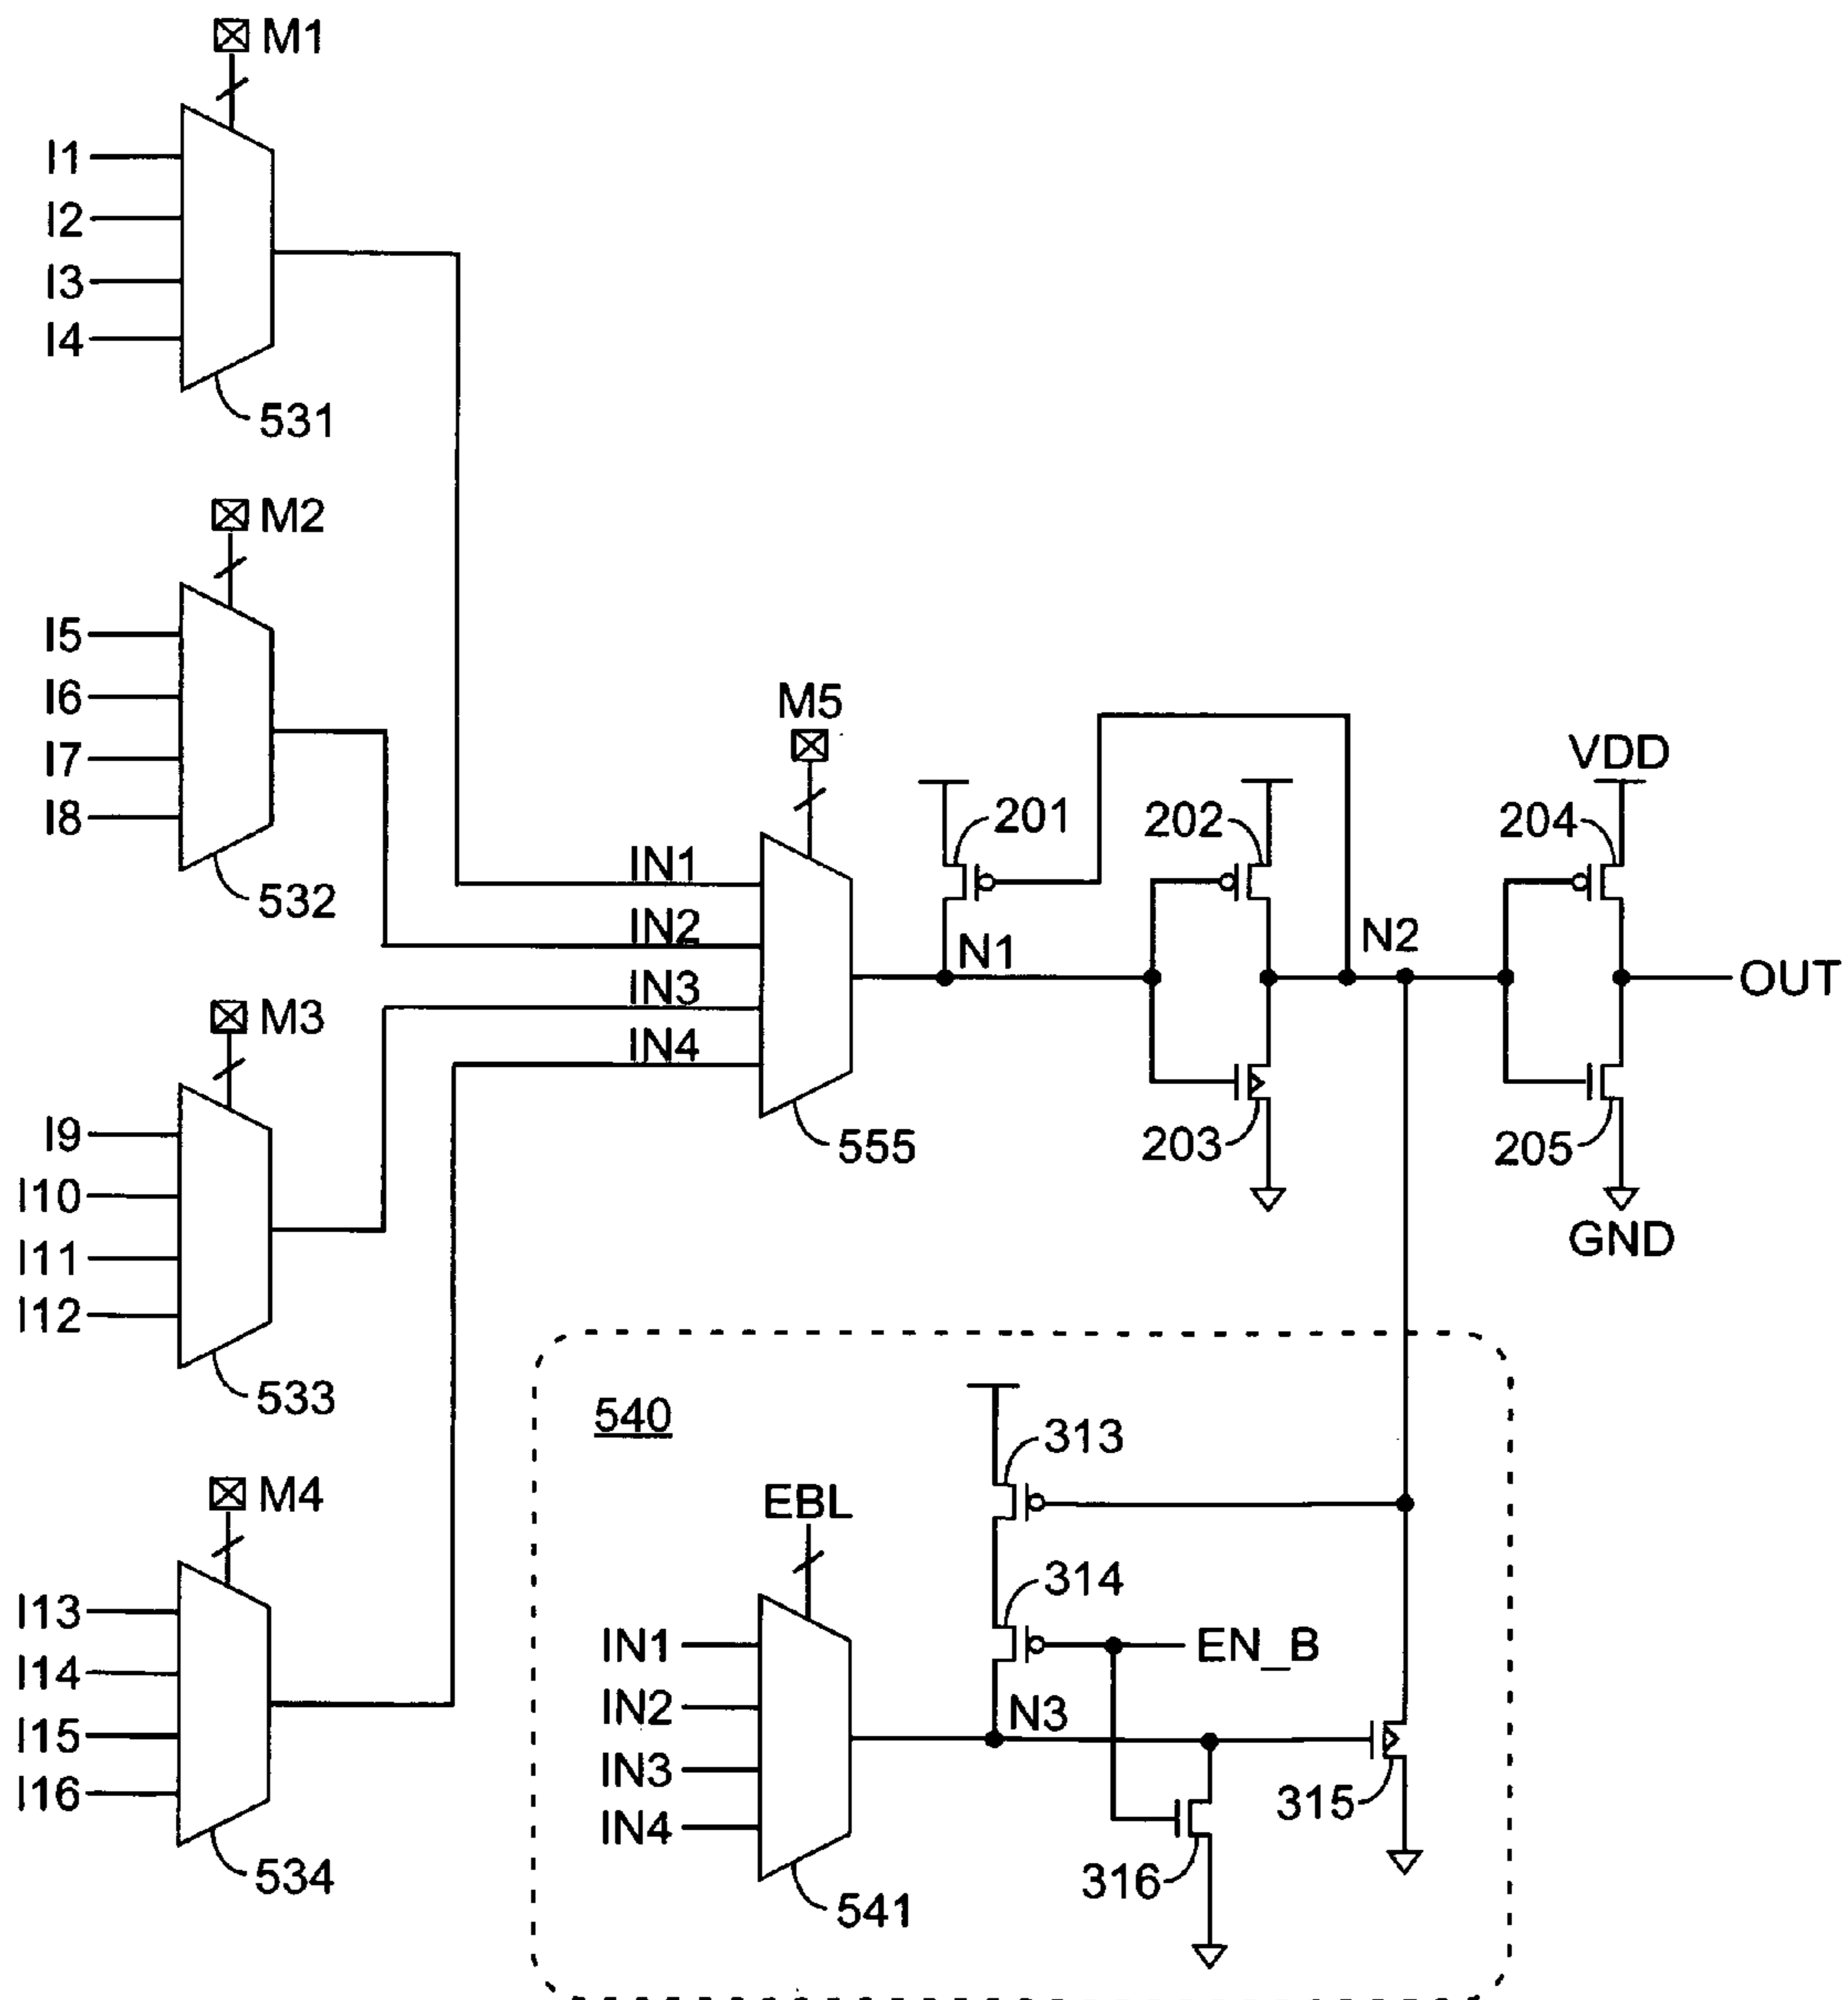 M1
I1
I2
I3
I4
531
M2
I5
I6
I7
I8
532
M3
I9
I10
I11
I12
533
M4
I13
I14
I15
I16
534
M5
IN1
IN2
IN3
IN4
555
201
N1
202
203
N2
VDD
204
OUT
205
GND
540
313
EBL
314
IN1
IN2
IN3
IN4
EN_B
N3
541
316
315